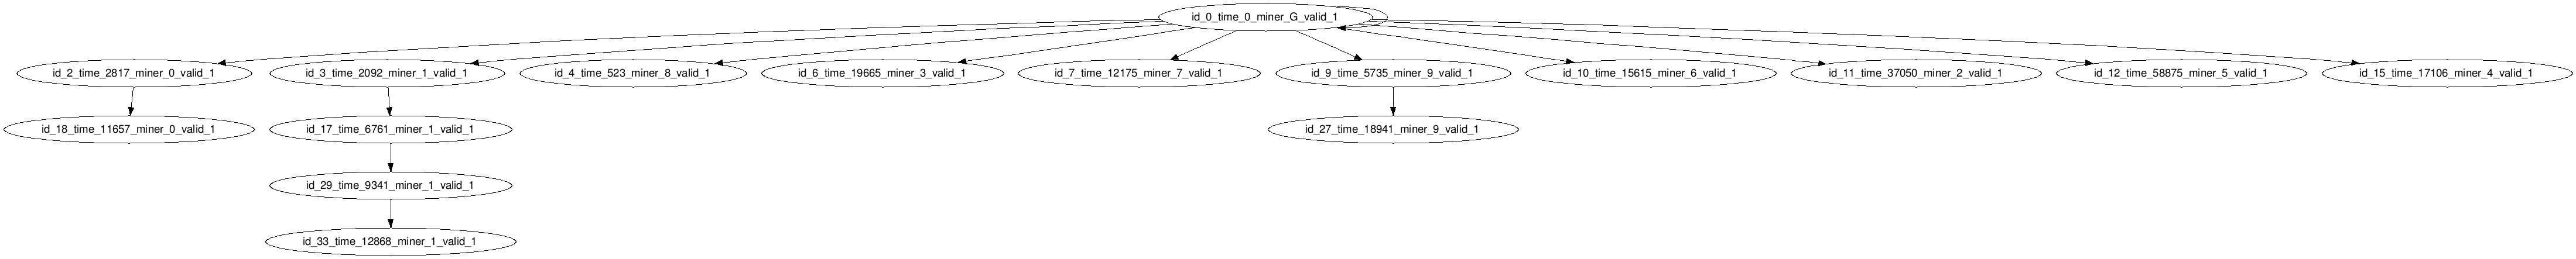 id_0_time_0_miner_G_valid_1
id_2_time_2817_miner_0_valid_1
id_3_time_2092_miner_1_valid_1
id_4_time_523_miner_8_valid_1
id_6_time_19665_miner_3_valid_1
id_7_time_12175_miner_7_valid_1
id_9_time_5735_miner_9_valid_1
id_10_time_15615_miner_6_valid_1
id_11_time_37050_miner_2_valid_1
id_12_time_58875_miner_5_valid_1
id_15_time_17106_miner_4_valid_1
id_18_time_11657_miner_0_valid_1
id_17_time_6761_miner_1_valid_1
id_27_time_18941_miner_9_valid_1
id_29_time_9341_miner_1_valid_1
id_33_time_12868_miner_1_valid_1